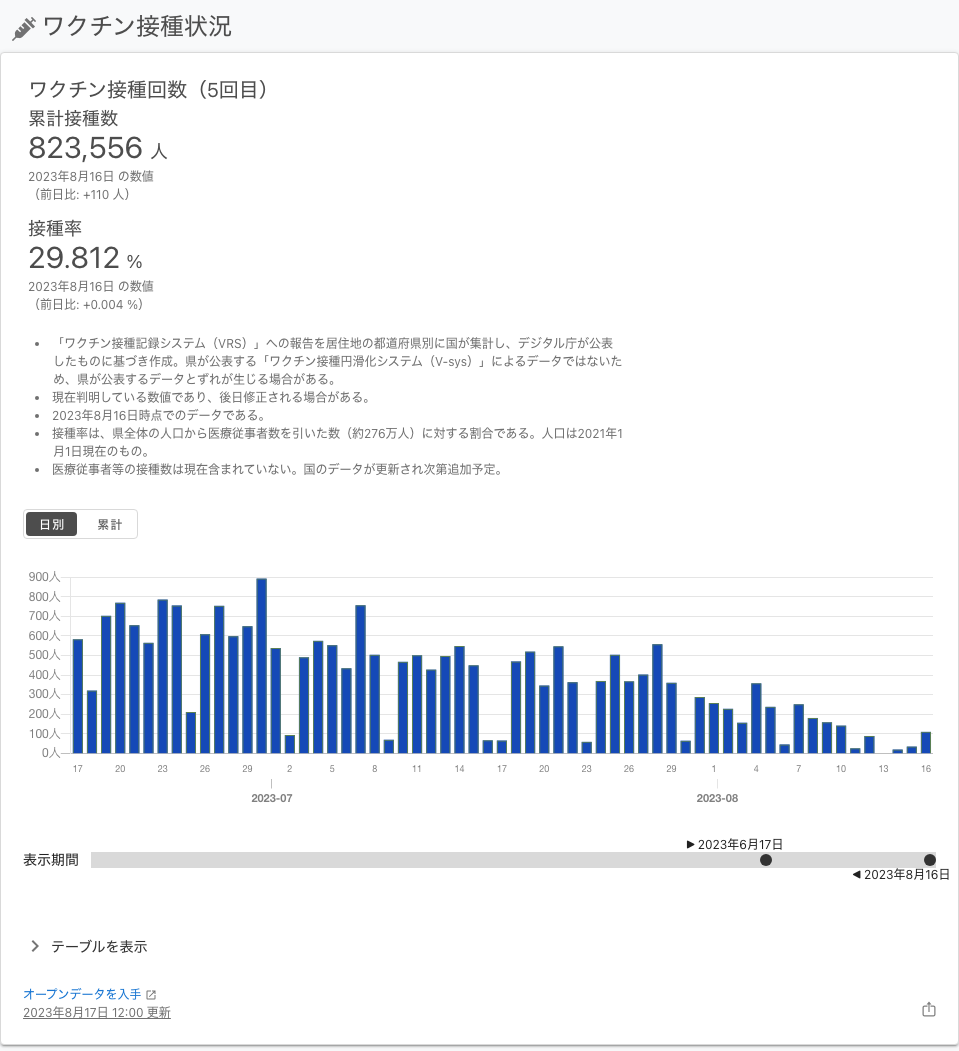 ワクチン接種状況
ワクチン接種回数（5回目）
累計接種数
823,556 人
2023年8月16日 の数値
（前日比: +110 人）
接種率
29.812 %
2023年8月16日 の数値
（前日比: +0.004 %）
• 「ワクチン接種記録システム（VRS）」への報告を居住地の都道府県別に国が集計し、デジタル庁が公表
したものに基づき作成。県が公表する「ワクチン接種円滑化システム（V-sys）」によるデータではないた
め、県が公表するデータとずれが生じる場合がある。
• 現在判明している数値であり、後日修正される場合がある。
• 2023年8月16日時点でのデータである。
• 接種率は、県全体の人口から医療従事者数を引いた数（約276万人）に対する割合である。人口は2021年1
月1日現在のもの。
• 医療従事者等の接種数は現在含まれていない。国のデータが更新され次第追加予定。
日別 累計
900人
800人
700人
600人
500人
400人
300人
200人
100人
0人
17 20 23 26 29 2 5 8 11 14 17 20 23 26 29 1 4 7 10 13 16
2023-07 2023-08
▶ 2023年6月17日
表示期間
◀ 2023年8月16日
テーブルを表示
オープンデータを入手
2023年8月17日 12:00 更新